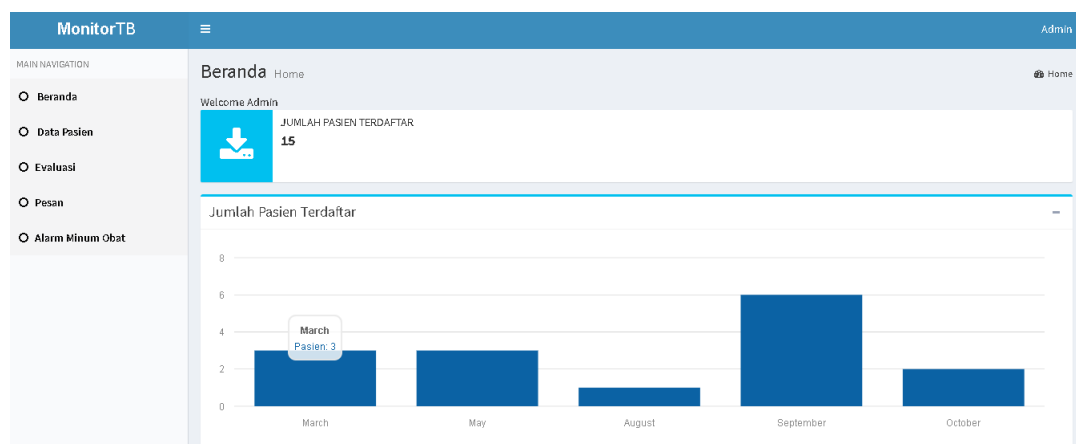 MonitorTB
Admin
MAIN NAVIGATION
Beranda
Data Pasien
Evaluasi
Pesan
Alarm Minum Obat
Beranda Home
Home
Welcome Admin
JUMLAH PASIEN TERDAFTAR
15
Jumlah Pasien Terdaftar
8
6
4
2
0
March
Pasien: 3
March May August September October